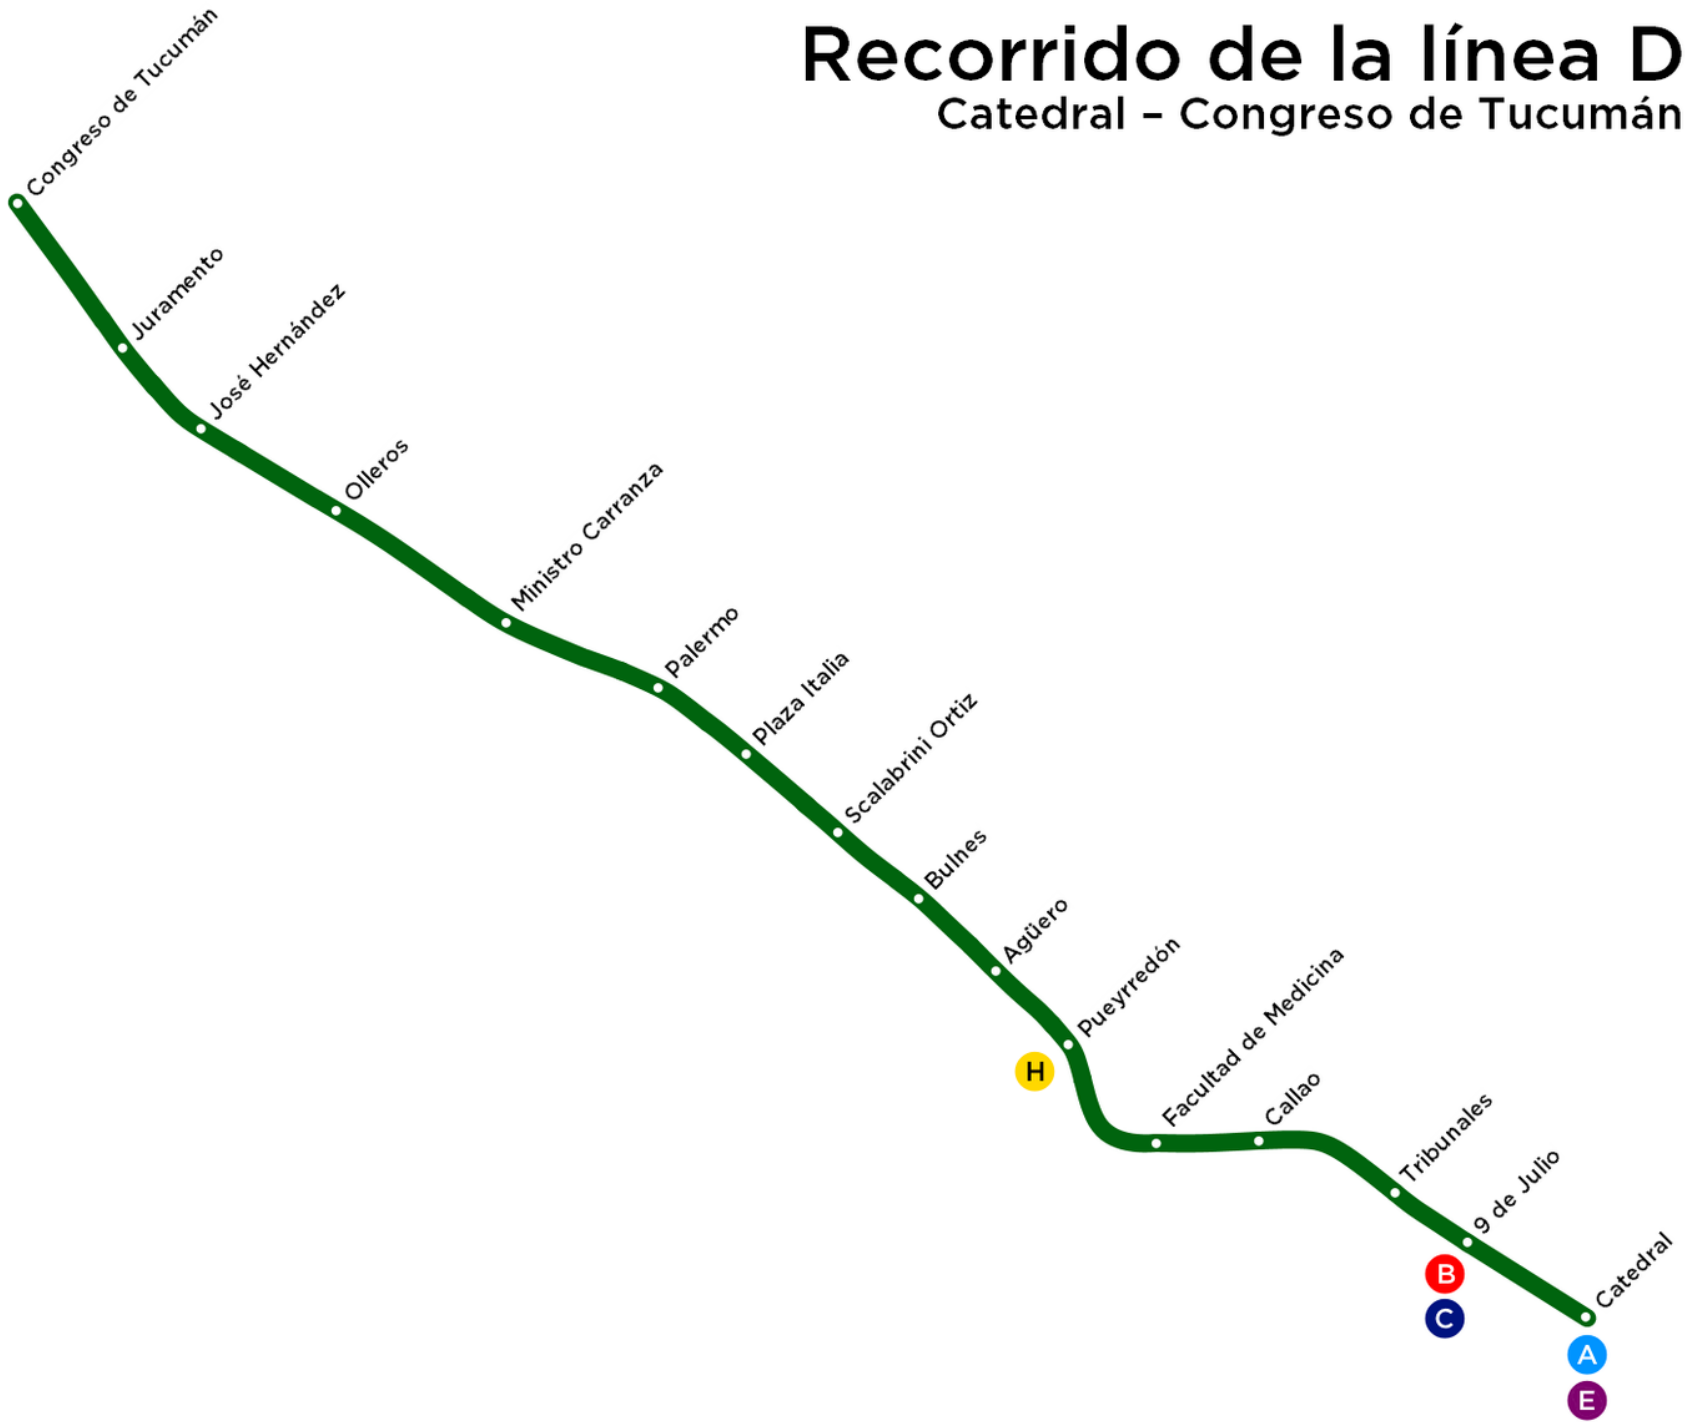 Recorrido de la línea D
Catedral – Congreso de Tucumán
Congreso de Tucumán
Juramento
José Hernández
Olleros
Ministro Carranza
Palermo
Plaza Italia
Scalabrini Ortiz
Bulnes
Agüero
Pueyrredón
H
Facultad de Medicina
Callao
Tribunales
9 de Julio
B
C
Catedral
A
E